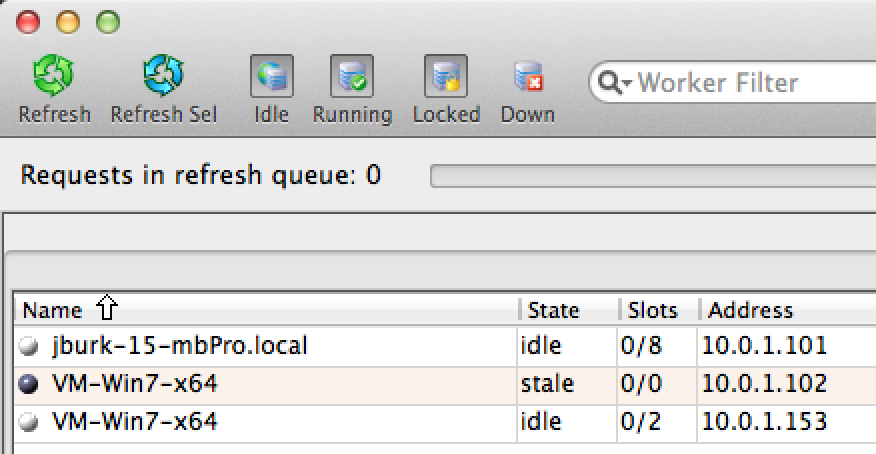 Refresh Refresh Sel Idle Running Locked Down Worker Filter
Requests in refresh queue: 0
Name State Slots Address
jburk-15-mbPro.local idle 0/8 10.0.1.101
VM-Win7-x64 stale 0/0 10.0.1.102
VM-Win7-x64 idle 0/2 10.0.1.153